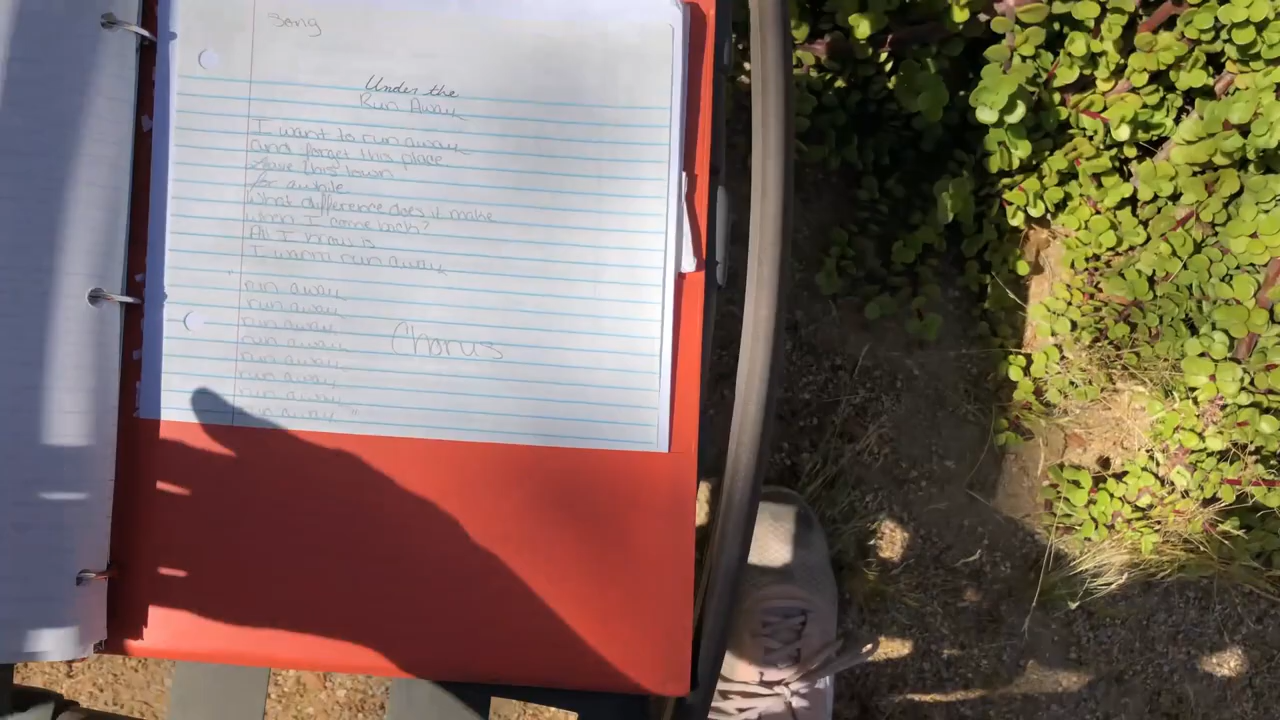 Song
Under the
Run Away
I want to run away
and forget this place
Leave this town
for awhile
What difference does it make
when I come back?
All I know is
I wanna run away
"run away
run away
run away
run away
run away
run away
run away
run away"
Chorus